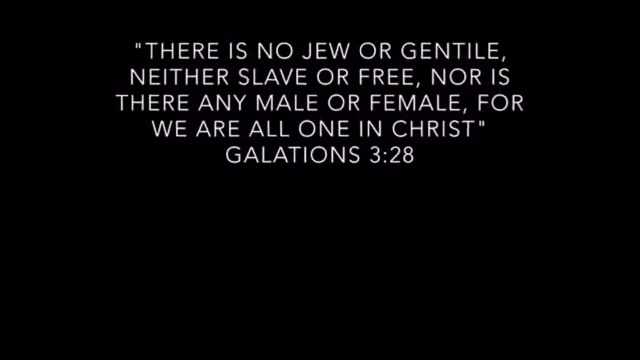 "THERE IS NO JEW OR GENTILE,
NEITHER SLAVE OR FREE, NOR IS
THERE ANY MALE OR FEMALE, FOR
WE ARE ALL ONE IN CHRIST"
GALATIONS 3:28